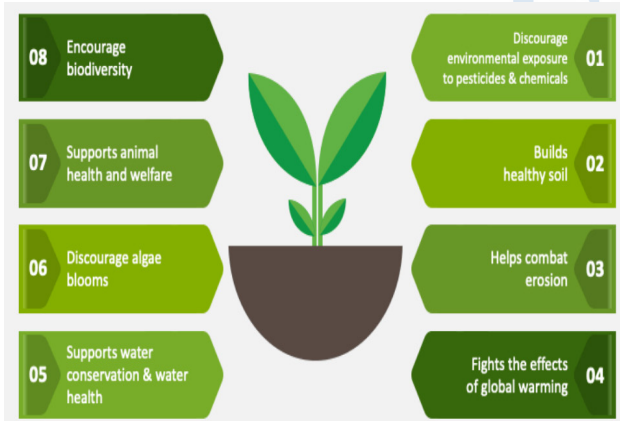 08
Encourage
biodiversity
07
Supports animal
health and welfare
06
Discourage algae
blooms
05
Supports water
conservation & water
health
Discourage
environmental exposure
to pesticides & chemicals
01
Builds
healthy soil
02
Helps combat
erosion
03
Fights the effects
of global warming
04